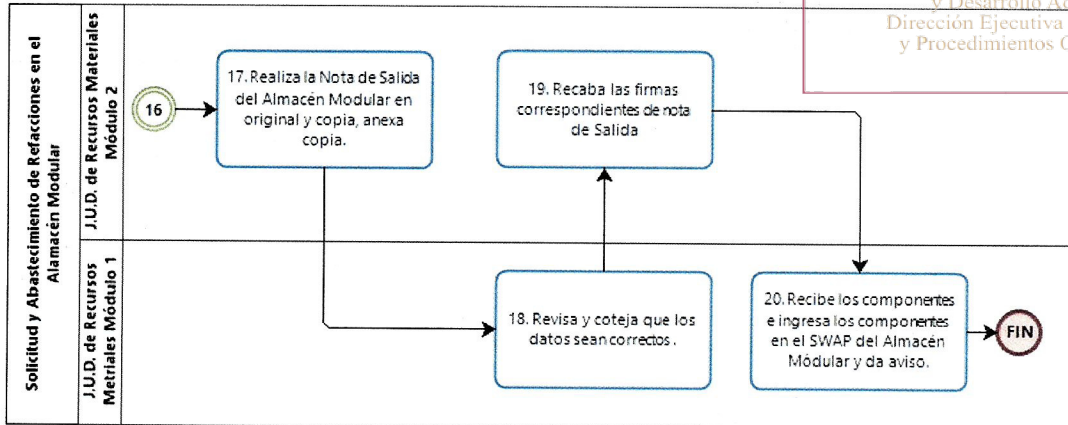 y Desarrollo
Dirección Ejecutiva
y Procedimientos
Solicitud y Abastecimiento de Refacciones en el
Alamacén Modular
J.U.D. de Recursos Materiales
Módulo 2
16
17. Realiza la Nota de Salida
del Almacén Modular en
original y copia, anexa
copia.
19. Recaba las firmas
correspondientes de nota
de Salida
J.U.D. de Recursos
Metriales Módulo 1
18. Revisa y coteja que los
datos sean correctos.
20. Recibe los componentes
e ingresa los componentes
en el SWAP del Almacén
Módular y da aviso.
FIN